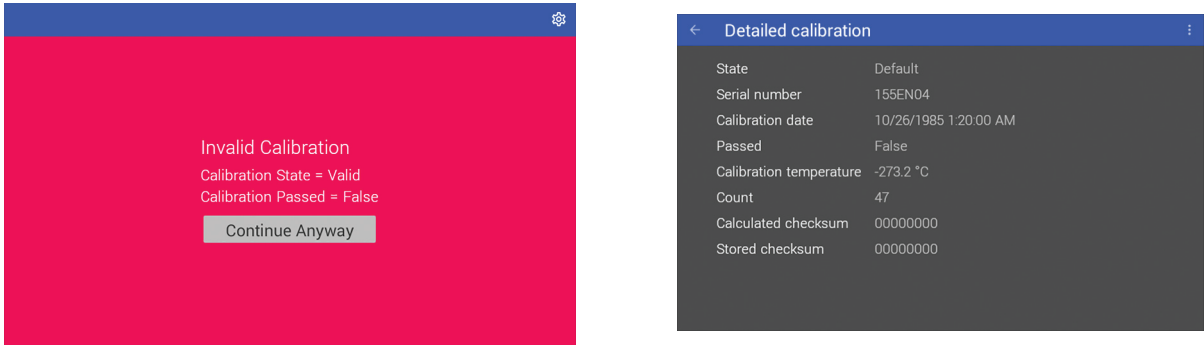 Invalid Calibration
Calibration State = Valid
Calibration Passed = False
Continue Anyway
Detailed calibration
State Default
Serial number 155EN04
Calibration date 10/26/1985 1:20:00 AM
Passed False
Calibration temperature -273.2 °C
Count 47
Calculated checksum 00000000
Stored checksum 00000000